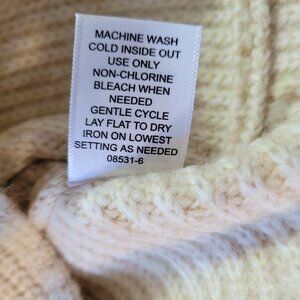 MACHINE WASH
COLD INSIDE OUT
USE ONLY
NON-CHLORINE
BLEACH WHEN
NEEDED
GENTLE CYCLE
LAY FLAT TO DRY
IRON ON LOWEST
SETTING AS NEEDED
08531-6